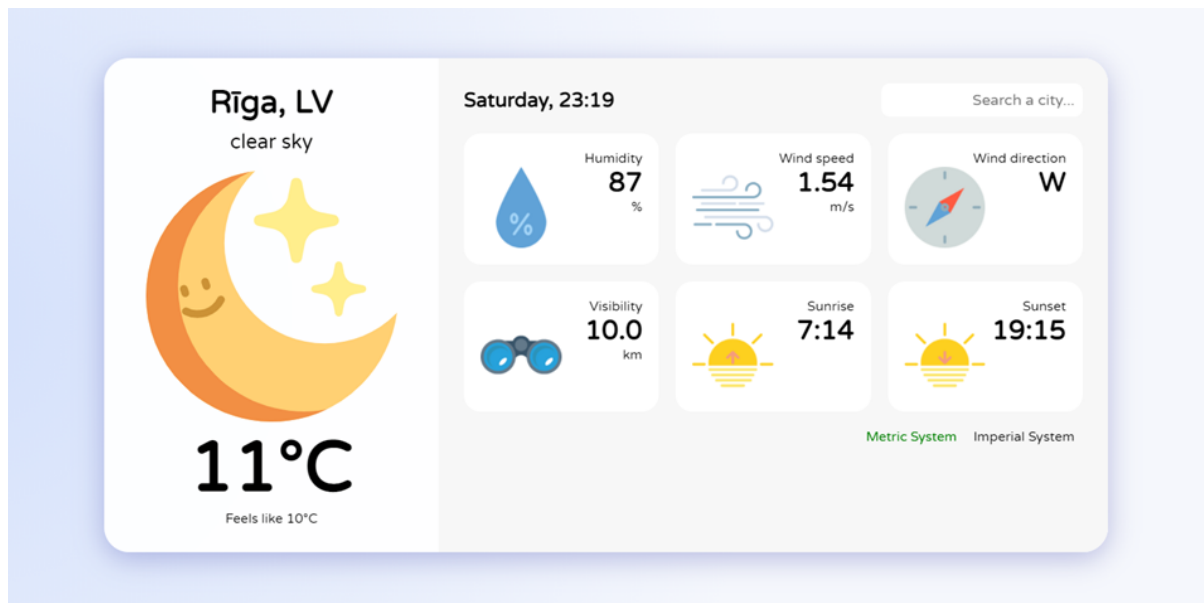 Rīga, LV
clear sky
11°C
Feels like 10°C
Saturday, 23:19
Search a city...
Humidity
87
%
%
Wind speed
1.54
m/s
Wind direction
W
Visibility
10.0
km
Sunrise
7:14
Sunset
19:15
Metric System Imperial System